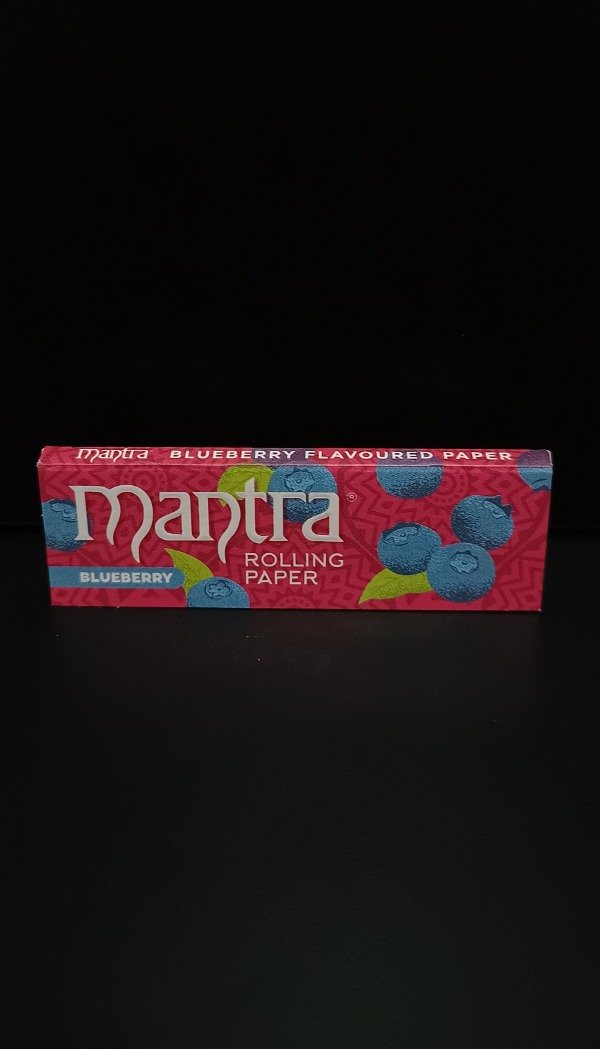 mantra BLUEBERRY FLAVOURED PAPER
mantra®
ROLLING
PAPER
BLUEBERRY